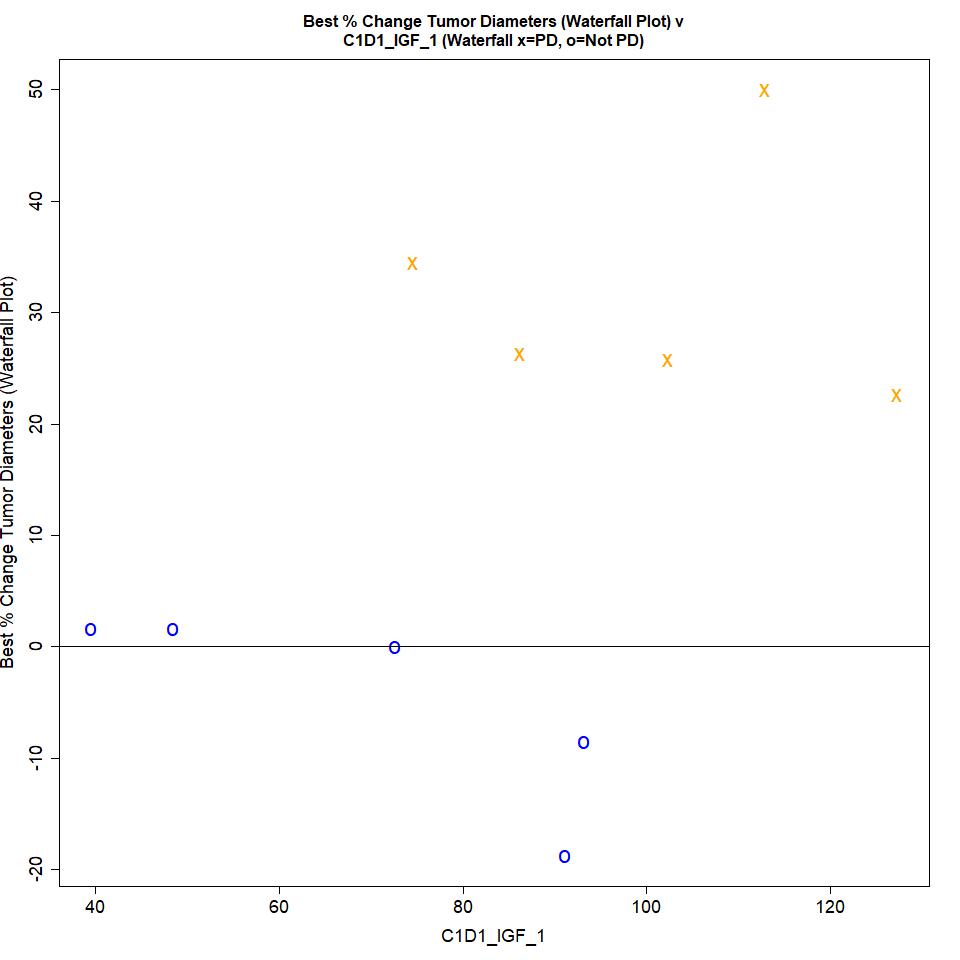 Best % Change Tumor Diameters (Waterfall Plot) v
C1D1_IGF_1 (Waterfall x=PD, o=Not PD)
Best % Change Tumor Diameters (Waterfall Plot)
50
40
30
20
10
0
-10
-20
X
X
X
X
X
O
O
O
O
O
40
60
80
100
120
C1D1_IGF_1